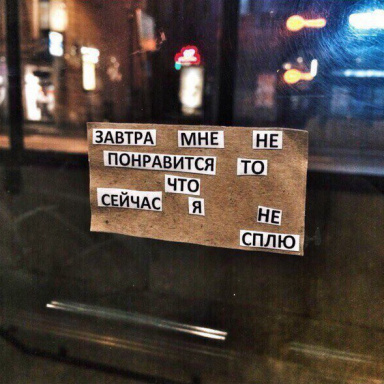 ЗАВТРА МНЕ НЕ
ПОНРАВИТСЯ ТО
ЧТО
СЕЙЧАС Я НЕ
СПЛЮ